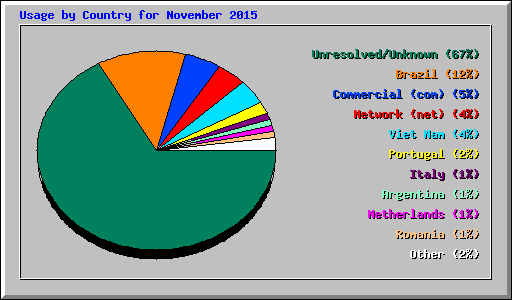 Usage by Country for November 2015
Unresolved/Unknown (67%)
Brazil (12%)
Commercial (com) (5%)
Network (net) (4%)
Viet Nam (4%)
Portugal (2%)
Italy (1%)
Argentina (1%)
Netherlands (1%)
Romania (1%)
Other (2%)